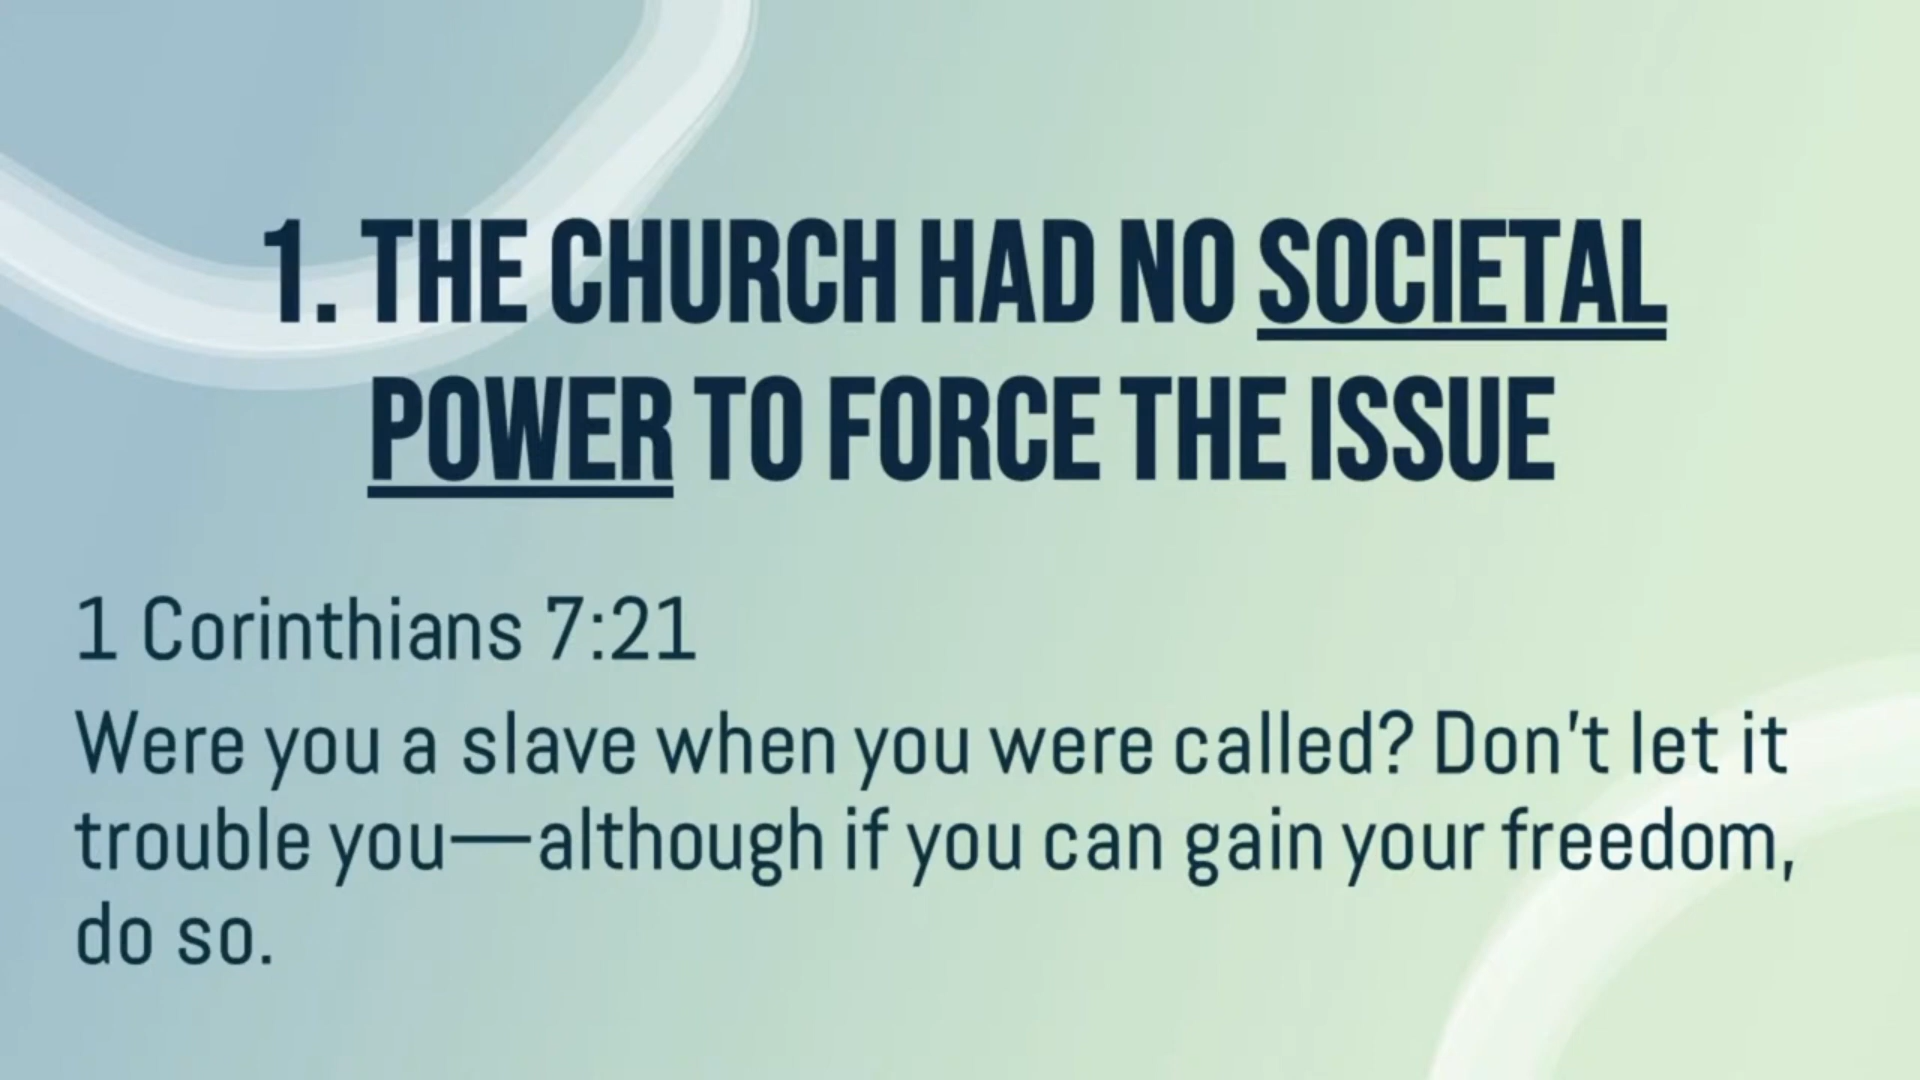 1. THE CHURCH HAD NO SOCIETAL
POWER TO FORCE THE ISSUE
1 Corinthians 7:21
Were you a slave when you were called? Don’t let it
trouble you—although if you can gain your freedom,
do so.